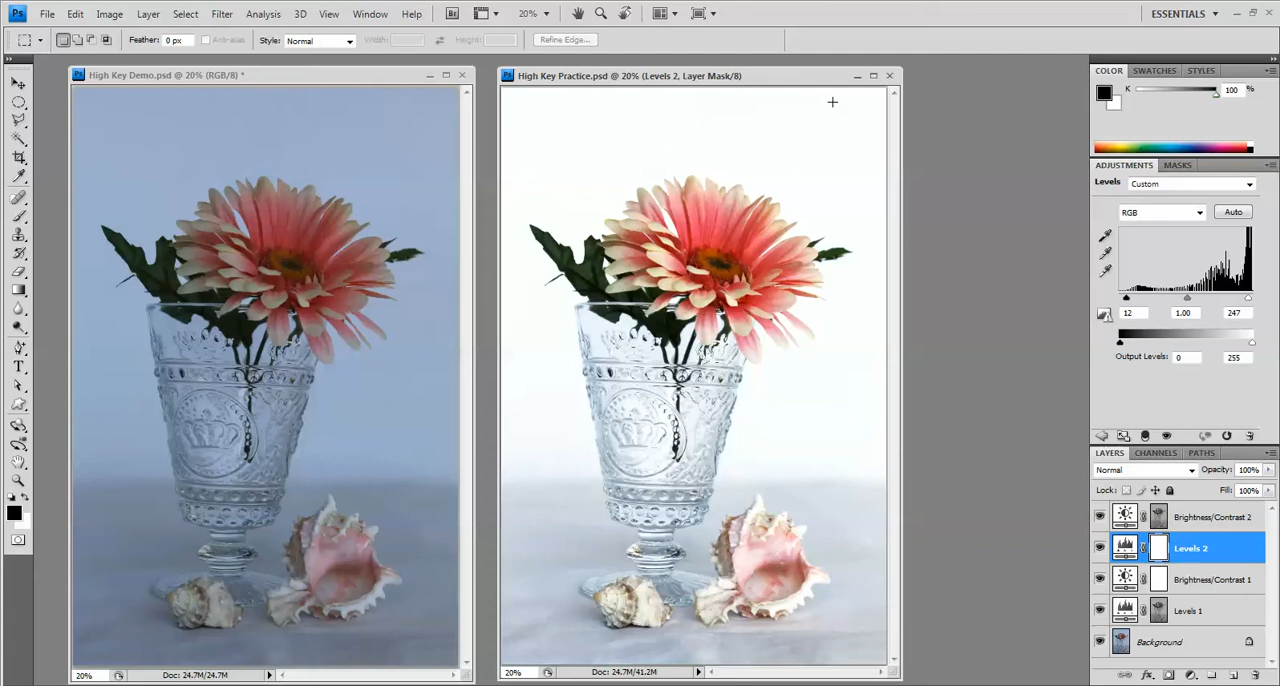 Ps File Edit Image Layer Select Filter Analysis 3D View Window Help Br 20% ESSENTIALS
Feather: 0 px Anti-alias Style: Normal Width: Height: Refine Edge...
Ps High Key Demo.psd @ 20% (RGB/8) *
Ps High Key Practice.psd @ 20% (Levels 2, Layer Mask/8)
COLOR SWATCHES STYLES
K 100 %
ADJUSTMENTS MASKS
Levels Custom
RGB Auto
12 1.00 247
Output Levels: 0 255
LAYERS CHANNELS PATHS
Normal Opacity: 100%
Lock: Fill: 100%
Brightness/Contrast 2
Levels 2
Brightness/Contrast 1
Levels 1
Background
20% Doc: 24.7M/24.7M
20% Doc: 24.7M/41.2M